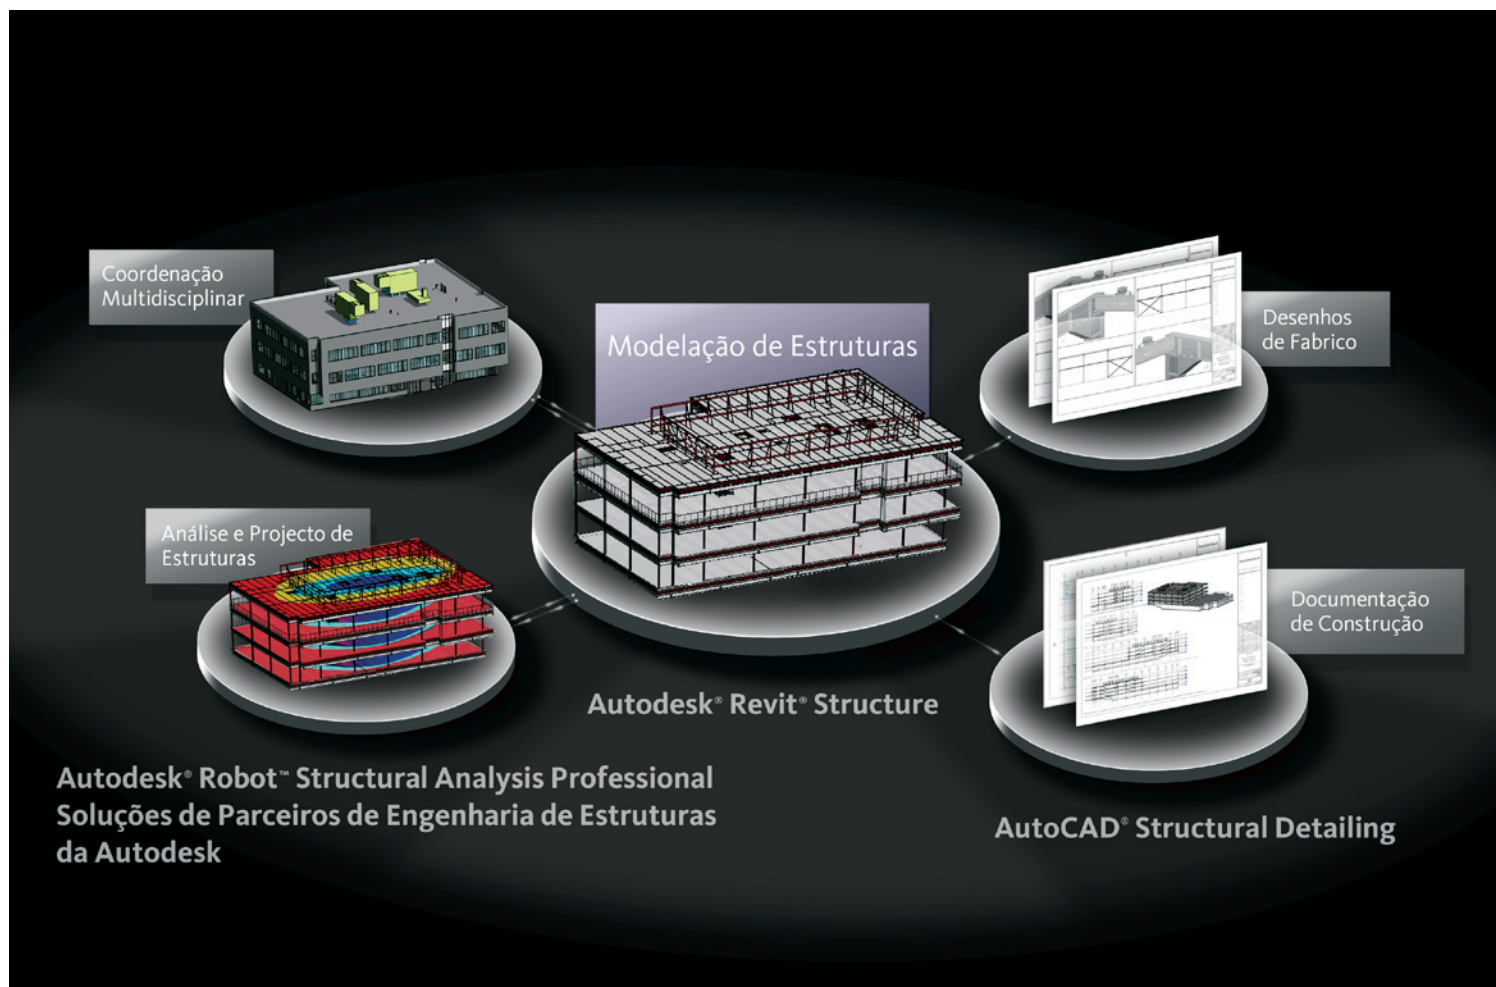 Coordenação
Multidisciplinar
Modelação de Estruturas
Desenhos
de Fabrico
Análise e Projecto de
Estruturas
Documentação
de Construção
Autodesk® Revit® Structure
Autodesk® Robot™ Structural Analysis Professional
Soluções de Parceiros de Engenharia de Estruturas
da Autodesk
AutoCAD® Structural Detailing